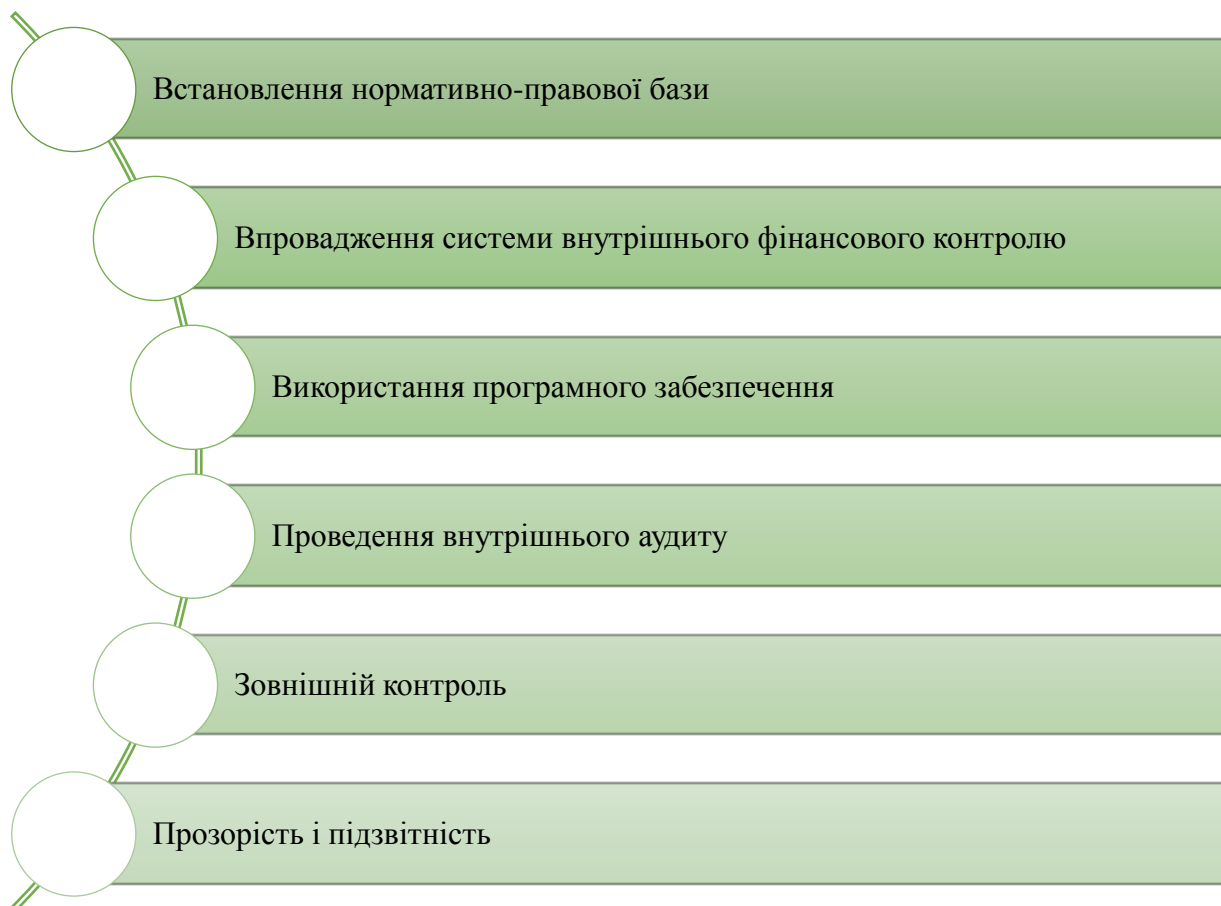 Встановлення нормативно-правової бази
Впровадження системи внутрішнього фінансового контролю
Використання програмного забезпечення
Проведення внутрішнього аудиту
Зовнішній контроль
Прозорість і підзвітність